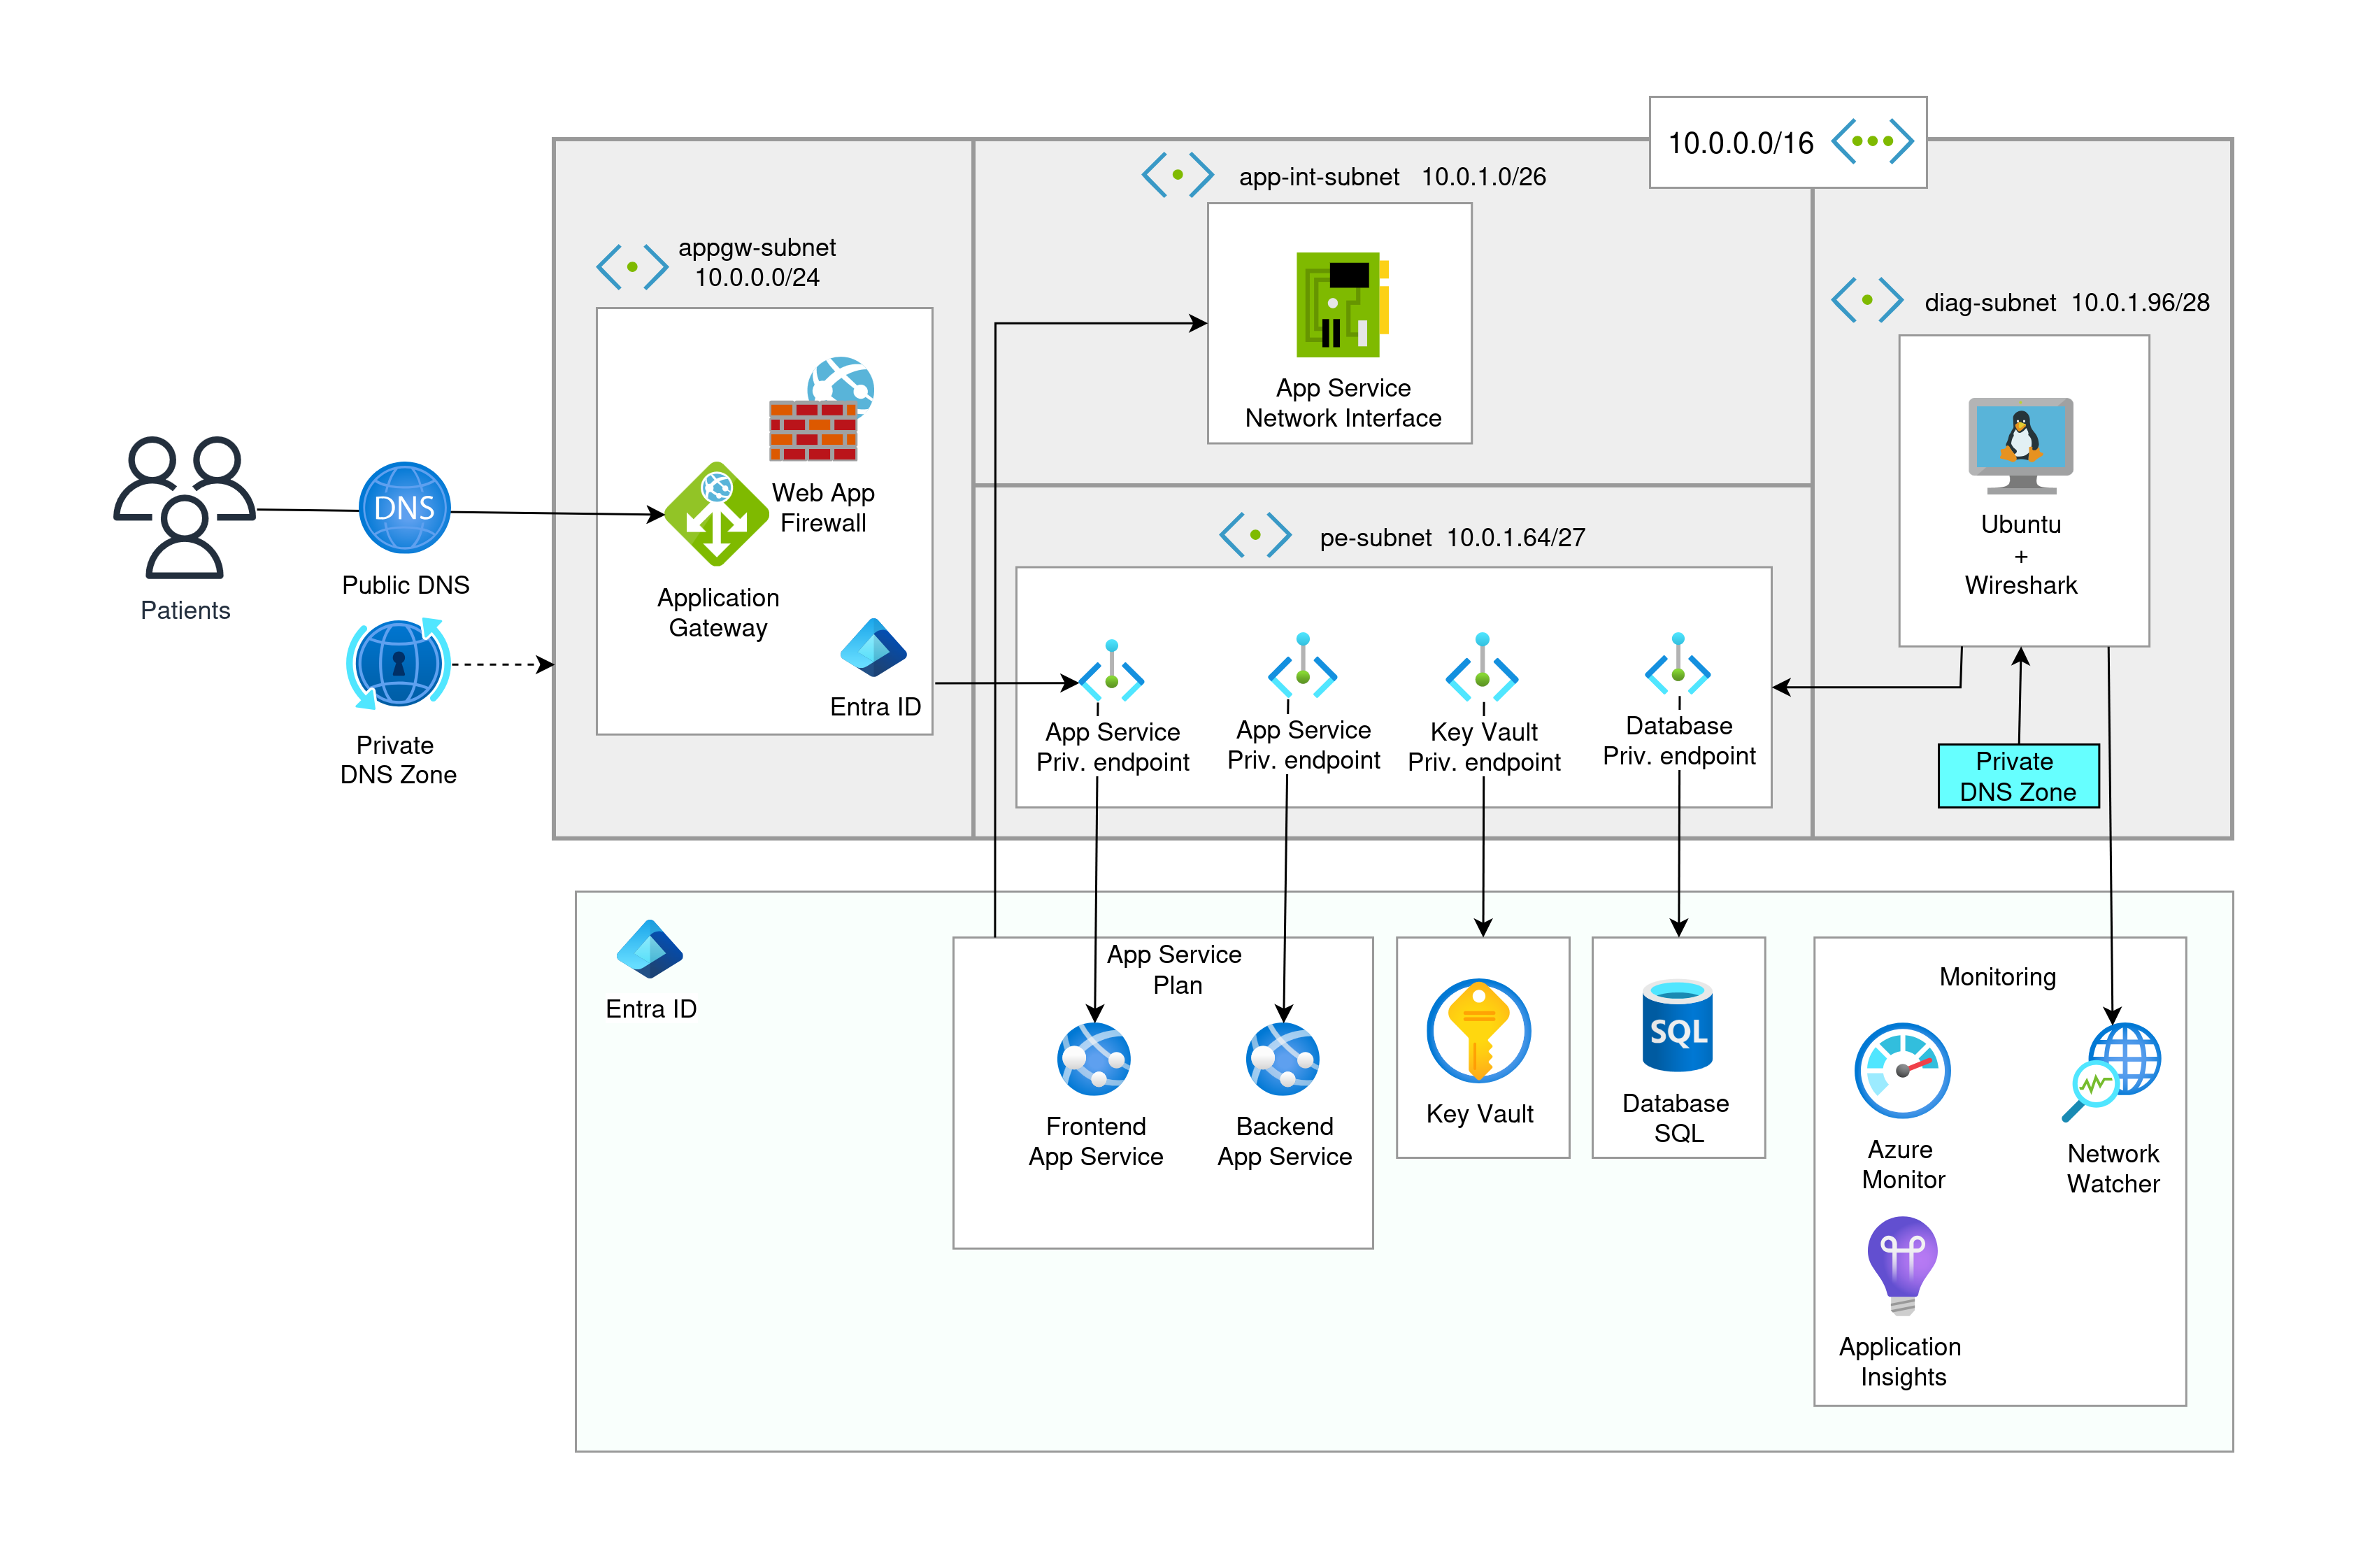 10.0.0.0/16
app-int-subnet 10.0.1.0/26
appgw-subnet
10.0.0.0/24
diag-subnet 10.0.1.96/28
App Service
Network Interface
Web App
Firewall
DNS
Public DNS
Patients
Application
Gateway
Entra ID
Private
DNS Zone
pe-subnet 10.0.1.64/27
Ubuntu
+
Wireshark
App Service
Priv. endpoint
App Service
Priv. endpoint
Key Vault
Priv. endpoint
Database
Priv. endpoint
Private
DNS Zone
Entra ID
App Service
Plan
Frontend
App Service
Backend
App Service
Key Vault
SQL
Database
SQL
Monitoring
Azure
Monitor
Network
Watcher
Application
Insights